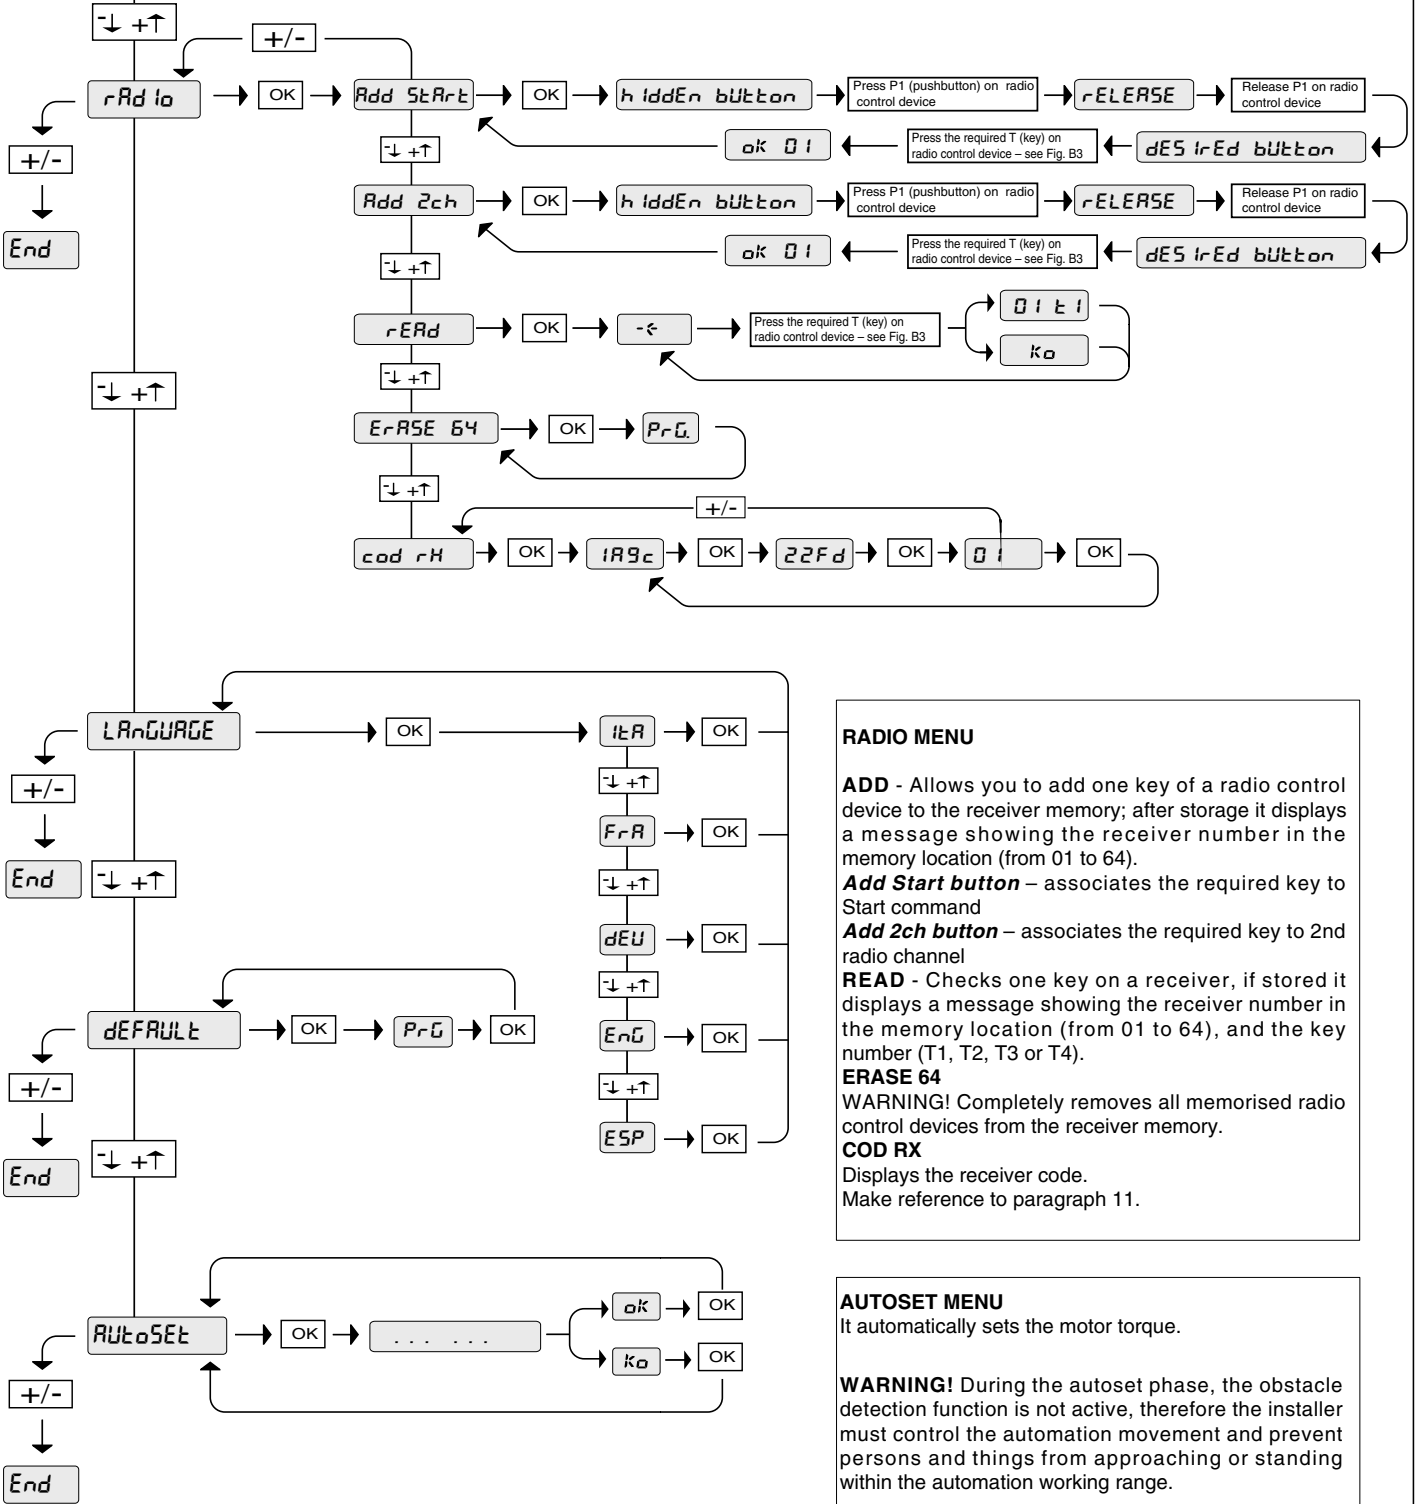 -↓ +↑
+/-
rAdIo
OK
Add StArt
OK
hIddEn bUtton
Press P1 (pushbutton) on radio
control device
rELEASE
Release P1 on radio
control device
+/-
-↓ +↑
ok 01
Press the required T (key) on
radio control device – see Fig. B3
dESIrEd bUtton
End
Add 2ch
OK
hIddEn bUtton
Press P1 (pushbutton) on radio
control device
rELEASE
Release P1 on radio
control device
-↓ +↑
ok 01
Press the required T (key) on
radio control device – see Fig. B3
dESIrEd bUtton
rEAd
OK
-<-
Press the required T (key) on
radio control device – see Fig. B3
01 t1
Ko
-↓ +↑
-↓ +↑
ErASE 64
OK
PrG.
-↓ +↑
+/-
cod rH
OK
1A9c
OK
22Fd
OK
01
OK
LAnGUAGE
OK
ItA
OK
+/-
-↓ +↑
FrA
OK
End
-↓ +↑
-↓ +↑
dEU
OK
-↓ +↑
dEFAULt
OK
PrG
OK
EnG
OK
+/-
-↓ +↑
End
-↓ +↑
ESP
OK
AUtoSEt
OK
... ...
oK
OK
Ko
OK
+/-
End
RADIO MENU
ADD - Allows you to add one key of a radio control
device to the receiver memory; after storage it displays
a message showing the receiver number in the
memory location (from 01 to 64).
Add Start button – associates the required key to
Start command
Add 2ch button – associates the required key to 2nd
radio channel
READ - Checks one key on a receiver, if stored it
displays a message showing the receiver number in
the memory location (from 01 to 64), and the key
number (T1, T2, T3 or T4).
ERASE 64
WARNING! Completely removes all memorised radio
control devices from the receiver memory.
COD RX
Displays the receiver code.
Make reference to paragraph 11.
AUTOSET MENU
It automatically sets the motor torque.
WARNING! During the autoset phase, the obstacle
detection function is not active, therefore the installer
must control the automation movement and prevent
persons and things from approaching or standing
within the automation working range.